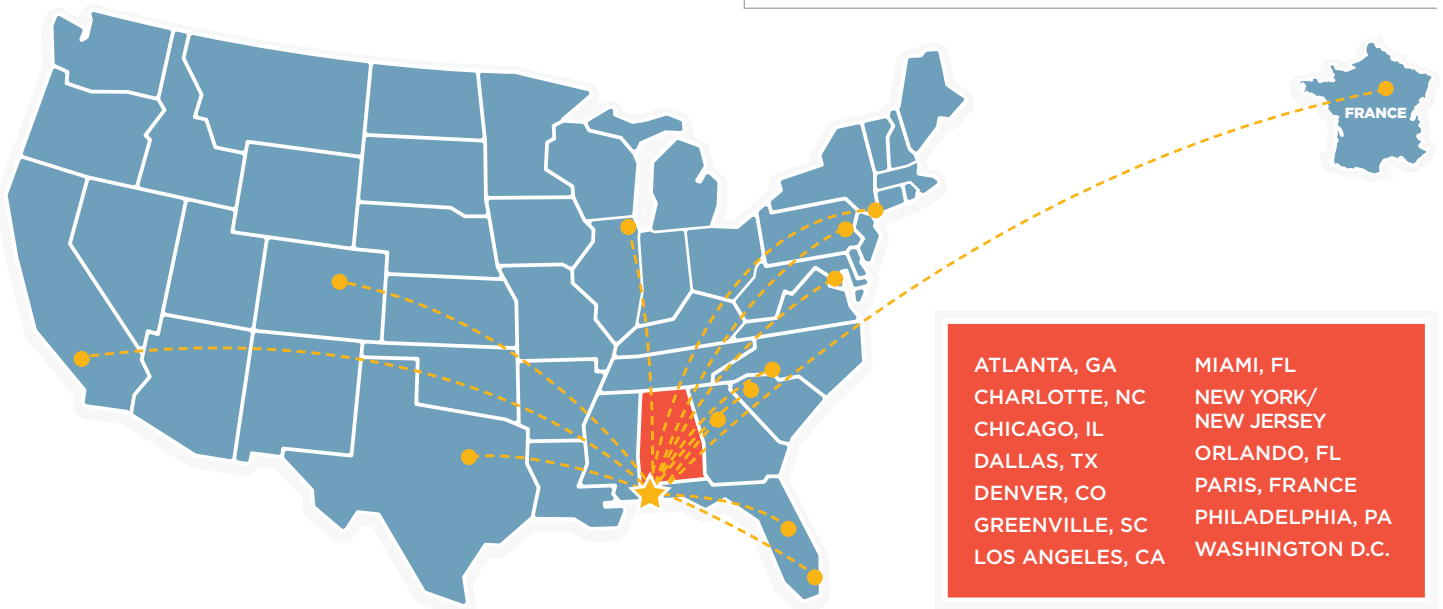 FRANCE
ATLANTA, GA
CHARLOTTE, NC
CHICAGO, IL
DALLAS, TX
DENVER, CO
GREENVILLE, SC
LOS ANGELES, CA
MIAMI, FL
NEW YORK/
NEW JERSEY
ORLANDO, FL
PARIS, FRANCE
PHILADELPHIA, PA
WASHINGTON D.C.